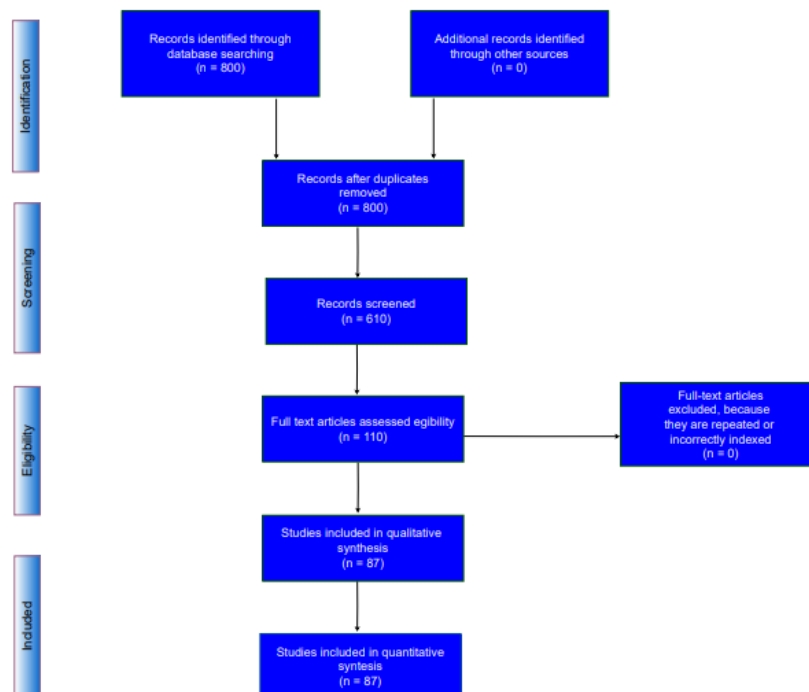 Identification
Records identified through
database searching
(n = 800)
Additional records identified
through other sources
(n = 0)
Records after duplicates
removed
(n = 800)
Screening
Records screened
(n = 610)
Eligibility
Full text articles assessed egibility
(n = 110)
Full-text articles
excluded, because
they are repeated or
incorrectly indexed
(n = 0)
Studies included in qualitative
synthesis
(n = 87)
Included
Studies included in quantitative
syntesis
(n = 87)